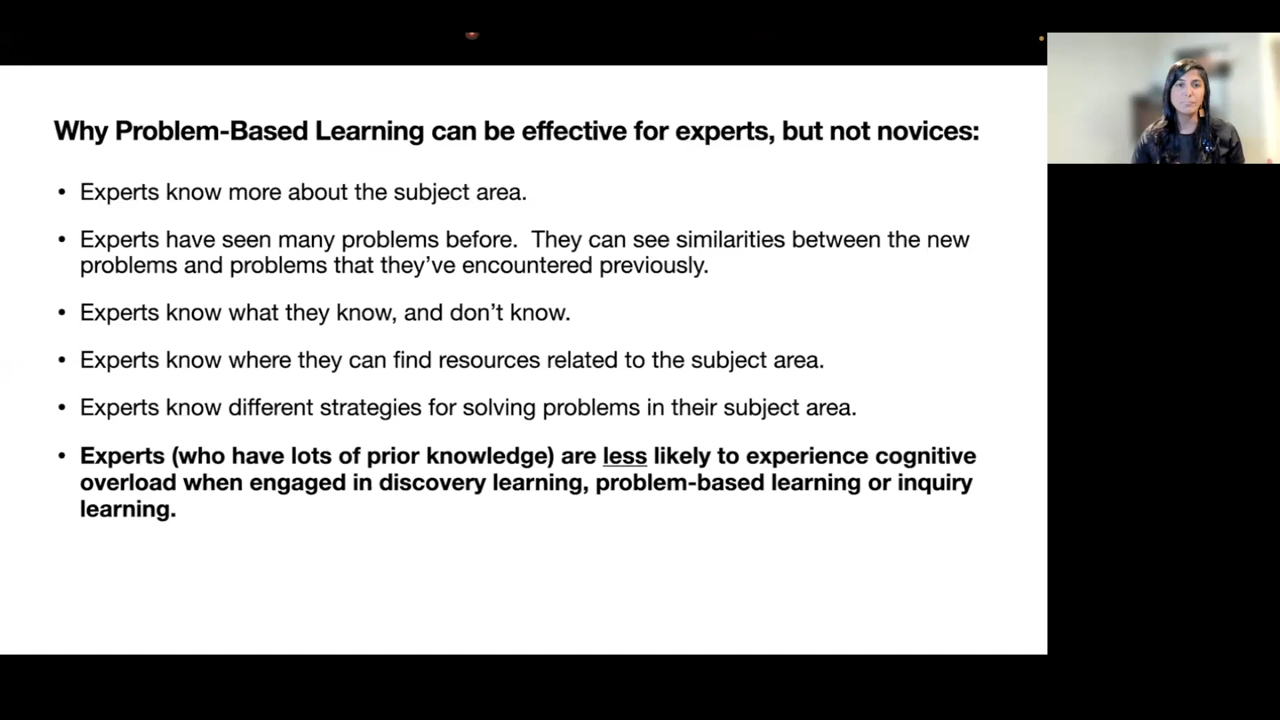 Why Problem-Based Learning can be effective for experts, but not novices:
• Experts know more about the subject area.
• Experts have seen many problems before.  They can see similarities between the new
problems and problems that they’ve encountered previously.
• Experts know what they know, and don’t know.
• Experts know where they can find resources related to the subject area.
• Experts know different strategies for solving problems in their subject area.
• Experts (who have lots of prior knowledge) are less likely to experience cognitive
overload when engaged in discovery learning, problem-based learning or inquiry
learning.